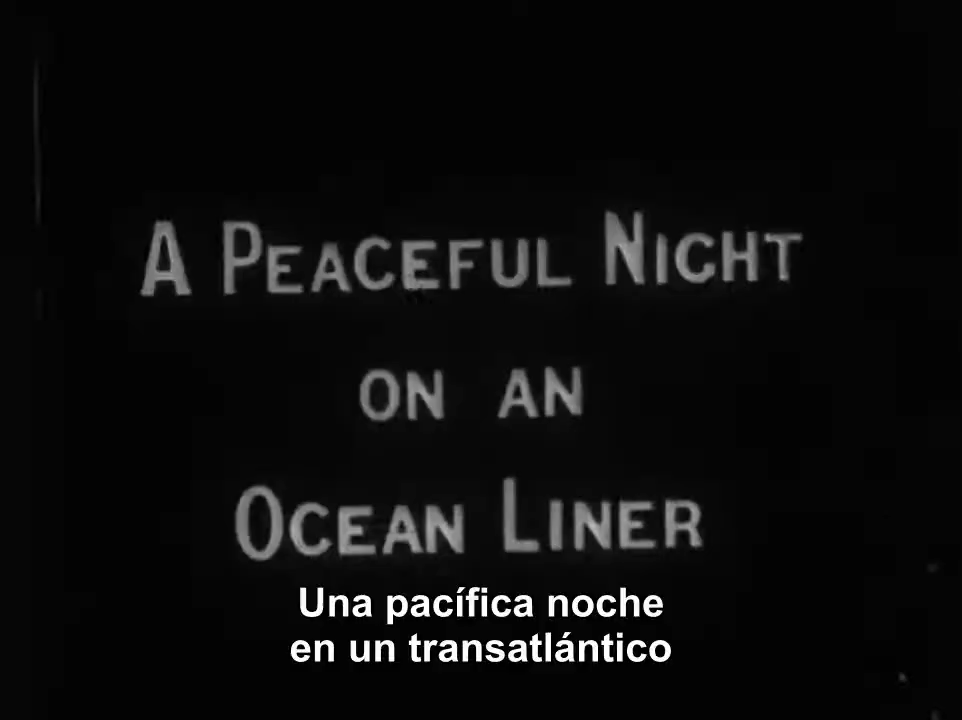 A PEACEFUL NIGHT
ON AN
OCEAN LINER
Una pacífica noche
en un transatlántico